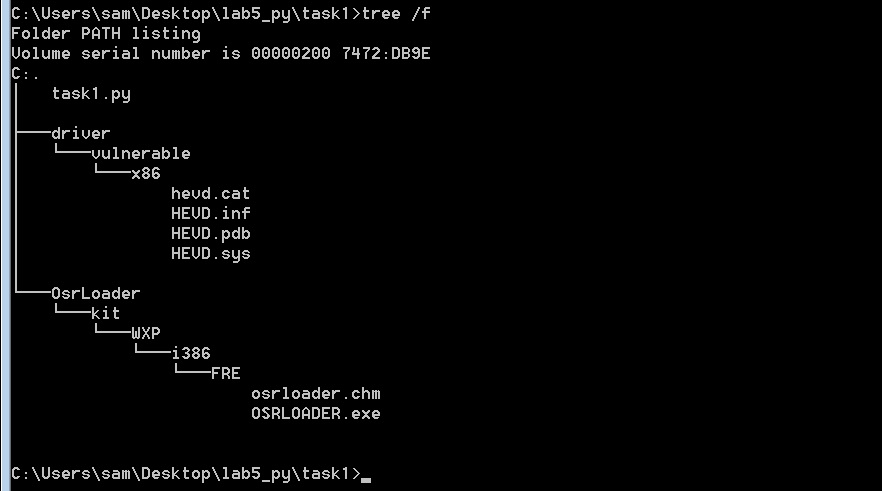 C:\Users\sam\Desktop\lab5_py\task1>tree /f
Folder PATH listing
Volume serial number is 00000200 7472:DB9E
C:.
│   task1.py
│
├───driver
│   └───vulnerable
│       └───x86
│               hevd.cat
│               HEVD.inf
│               HEVD.pdb
│               HEVD.sys
│
└───OsrLoader
    └───kit
        └───WXP
            └───i386
                └───FRE
                        osrloader.chm
                        OSRLOADER.exe
C:\Users\sam\Desktop\lab5_py\task1>_